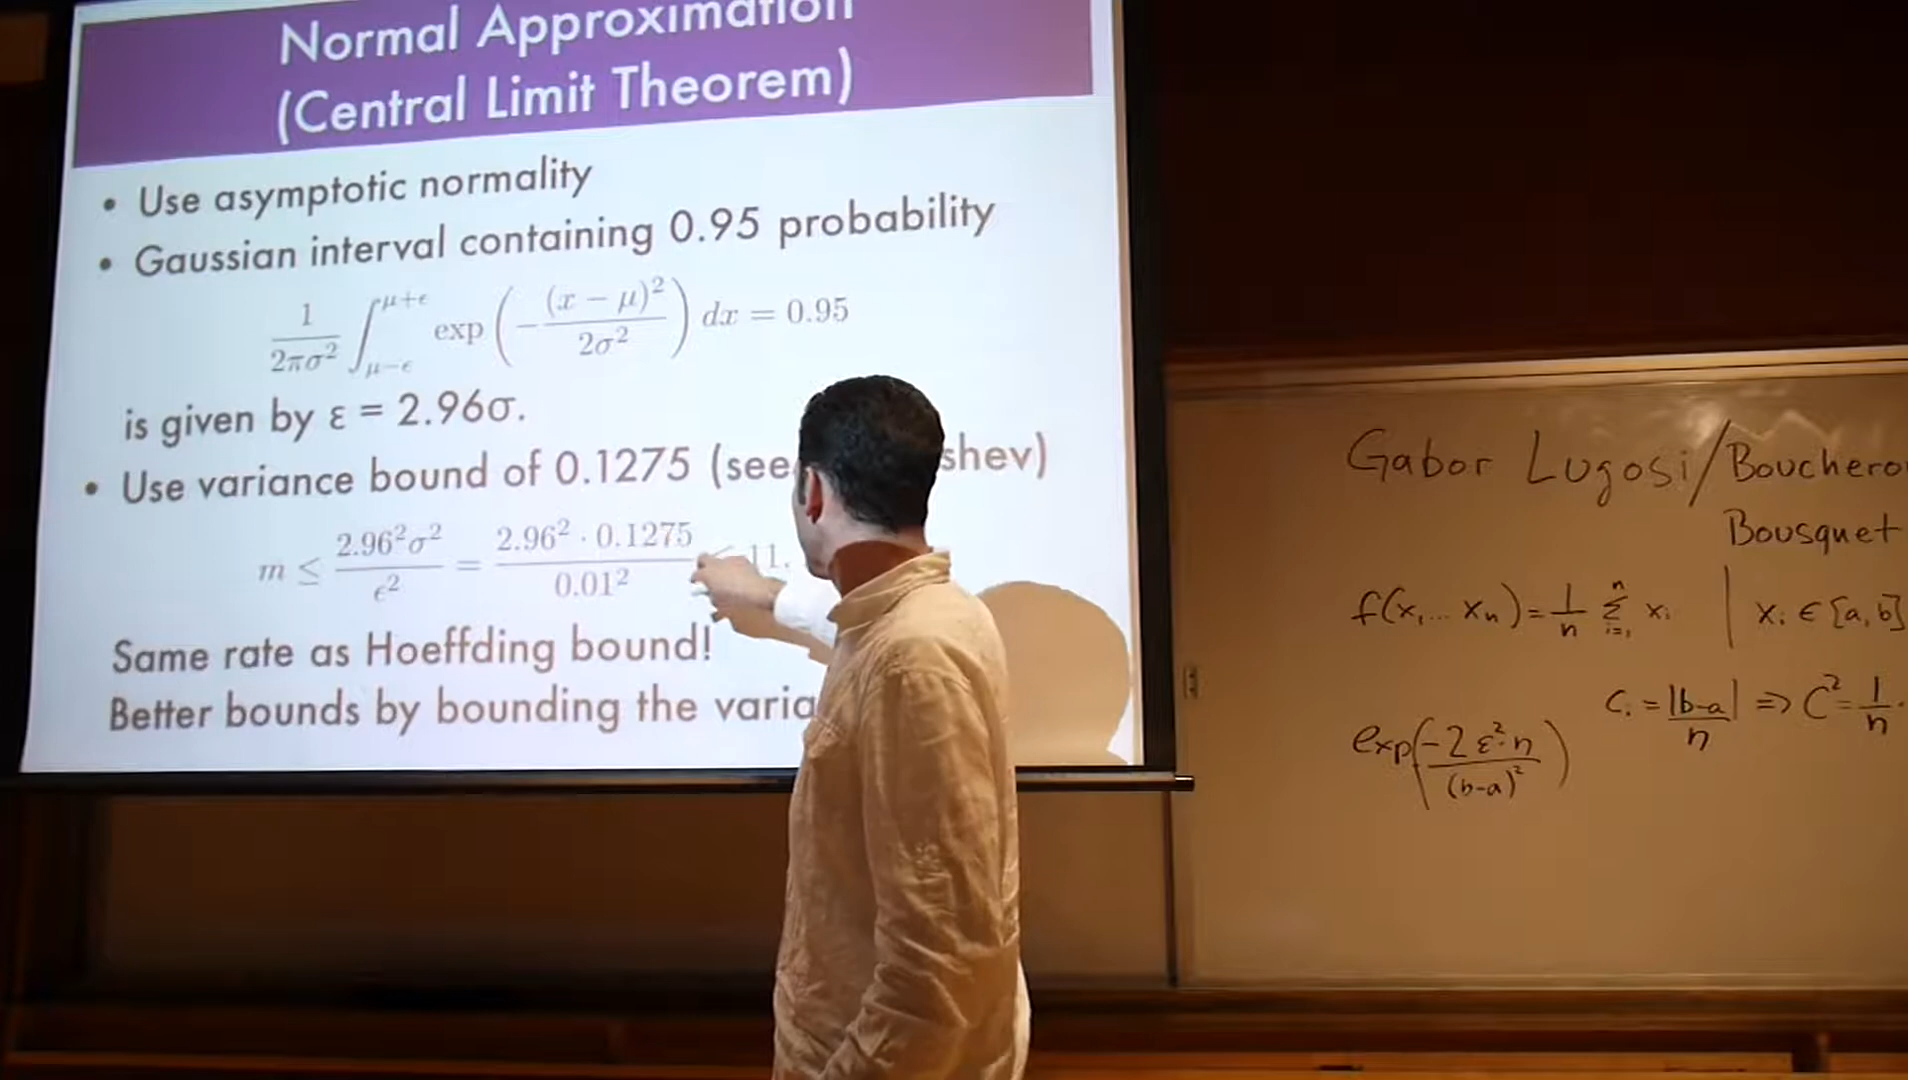 Normal Approximation
(Central Limit Theorem)
• Use asymptotic normality
• Gaussian interval containing 0.95 probability
1/(2πσ²) ∫_{μ−ϵ}^{μ+ϵ} exp(−(x − μ)²/(2σ²)) dx = 0.95
is given by ε = 2.96σ.
• Use variance bound of 0.1275 (see shev)
m ≤ 2.96²σ²/ϵ² = 2.96² · 0.1275/0.01² ≤ 11.
Same rate as Hoeffding bound!
Better bounds by bounding the varia
Gabor Lugosi/Bouchero
Bousquet
f(x₁... xₙ) = 1/n Σ_{i=1}^{n} xᵢ | xᵢ ∈ [a,b]
Cᵢ = |b-a|/n ⇒ C² = 1/n ·
exp(-2ε²·n/(b-a)²)